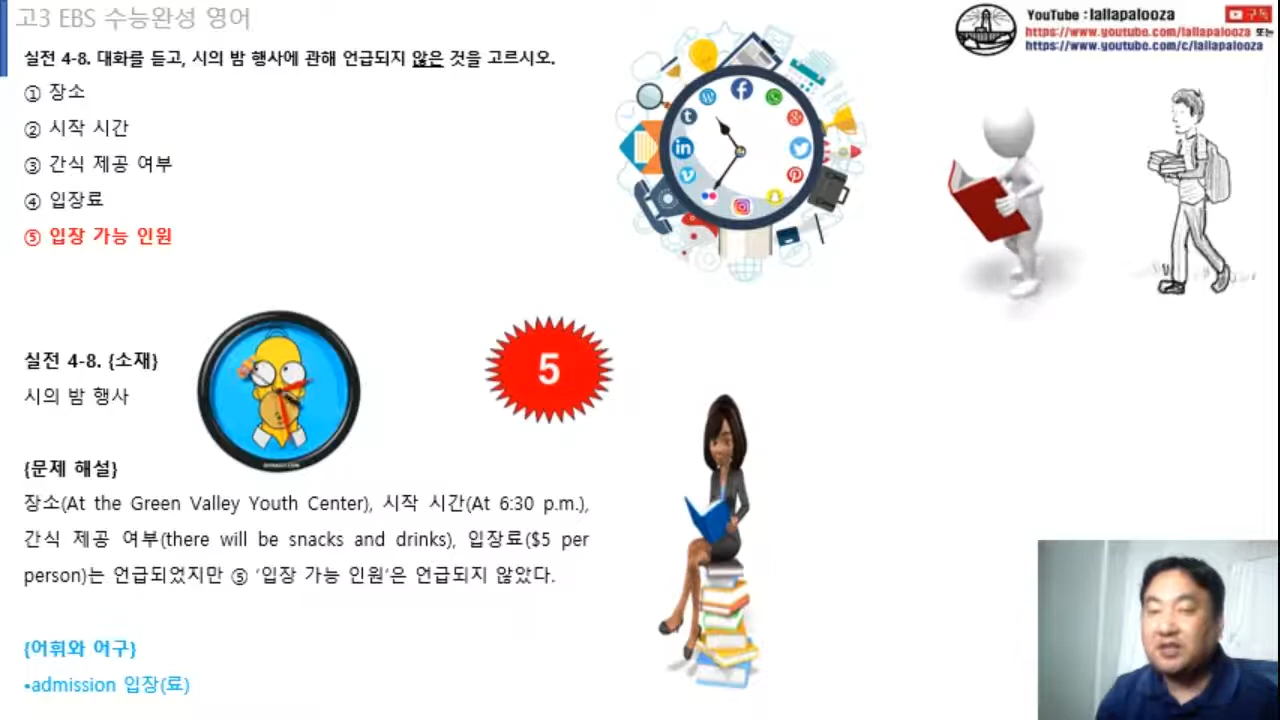 고3 EBS 수능완성 영어
YouTube : lallapalooza
구독
https://www.youtube.com/lallapalooza 또는
https://www.youtube.com/c/lallapalooza
실전 4-8. 대화를 듣고, 시의 밤 행사에 관해 언급되지 않은 것을 고르시오.
① 장소
② 시작 시간
③ 간식 제공 여부
④ 입장료
⑤ 입장 가능 인원
실전 4-8. {소재}
시의 밤 행사
5
{문제 해설}
장소(At the Green Valley Youth Center), 시작 시간(At 6:30 p.m.),
간식 제공 여부(there will be snacks and drinks), 입장료($5 per
person)는 언급되었지만 ⑤ ‘입장 가능 인원’은 언급되지 않았다.
{어휘와 어구}
•admission 입장(료)